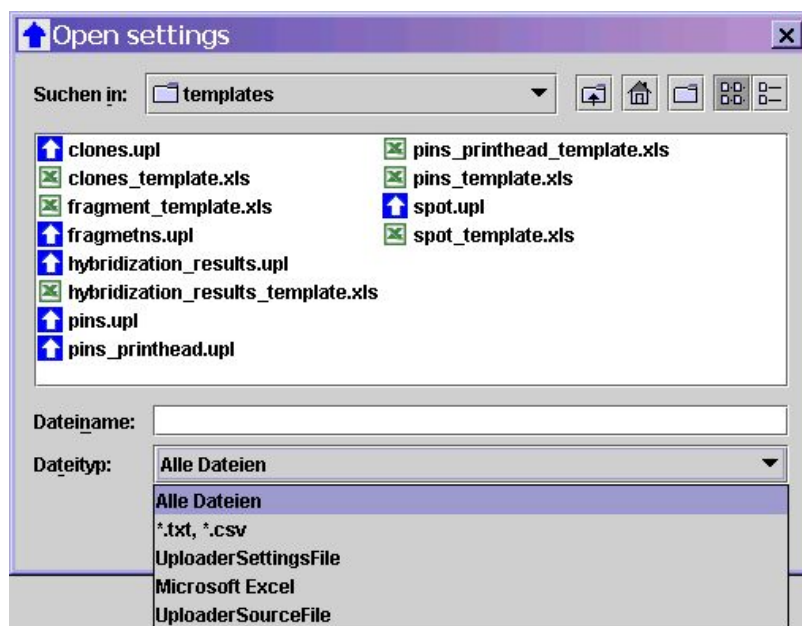 Open settings
Suchen in: templates
clones.upl
clones_template.xls
fragment_template.xls
fragmetns.upl
hybridization_results.upl
hybridization_results_template.xls
pins.upl
pins_printhead.upl
pins_printhead_template.xls
pins_template.xls
spot.upl
spot_template.xls
Dateiname:
Dateityp: Alle Dateien
Alle Dateien
*.txt, *.csv
UploaderSettingsFile
Microsoft Excel
UploaderSourceFile